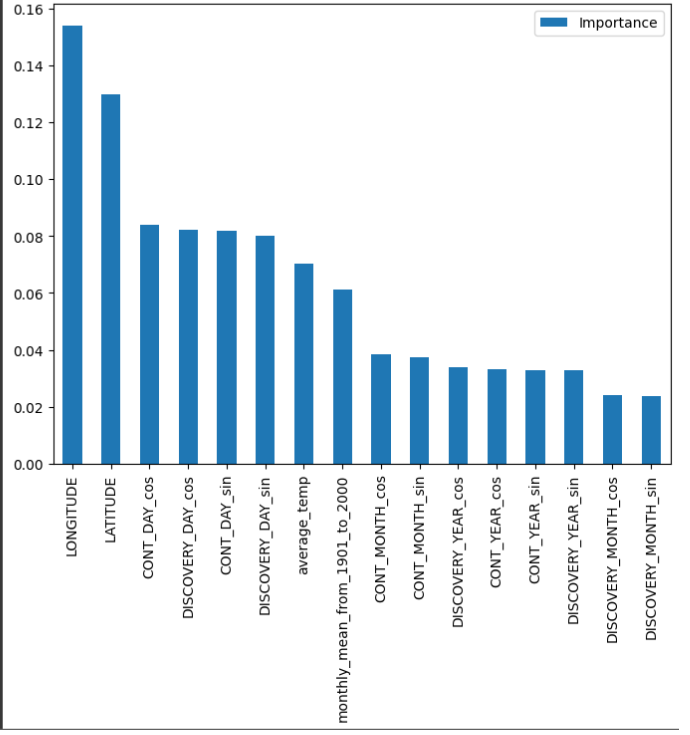 0.16
Importance
0.14
0.12
0.10
0.08
0.06
0.04
0.02
0.00
LONGITUDE
LATITUDE
CONT_DAY_cos
DISCOVERY_DAY_cos
CONT_DAY_sin
DISCOVERY_DAY_sin
average_temp
monthly_mean_from_1901_to_2000
CONT_MONTH_cos
CONT_MONTH_sin
DISCOVERY_YEAR_cos
CONT_YEAR_cos
CONT_YEAR_sin
DISCOVERY_YEAR_sin
DISCOVERY_MONTH_cos
DISCOVERY_MONTH_sin